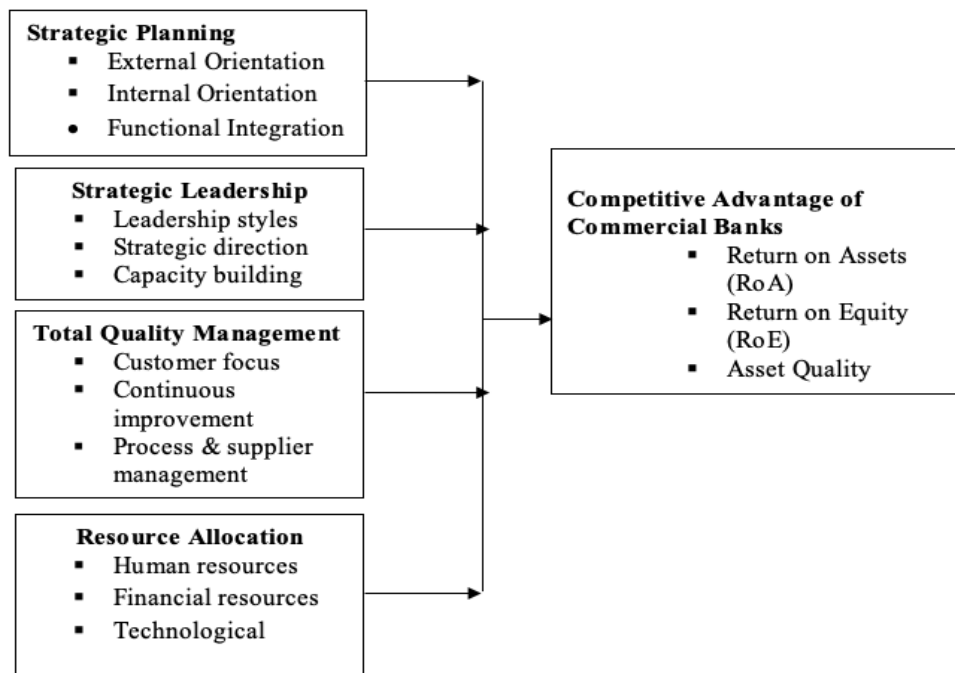 Strategic Planning
▪ External Orientation
▪ Internal Orientation
• Functional Integration
Strategic Leadership
▪ Leadership styles
▪ Strategic direction
▪ Capacity building
Total Quality Management
▪ Customer focus
▪ Continuous
improvement
▪ Process & supplier
management
Resource Allocation
▪ Human resources
▪ Financial resources
▪ Technological
Competitive Advantage of
Commercial Banks
▪ Return on Assets
(RoA)
▪ Return on Equity
(RoE)
▪ Asset Quality